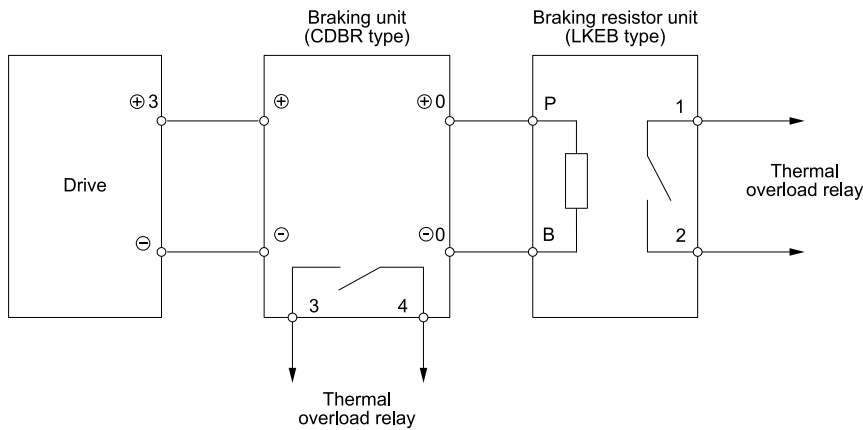 Braking unit
(CDBR type)
Braking resistor unit
(LKEB type)
⊕ 3
⊕
⊕ 0
P
1
Drive
Thermal
overload relay
⊖
⊖
⊖ 0
B
2
3
4
Thermal
overload relay